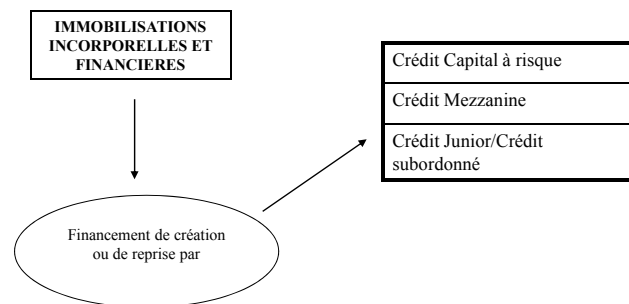 IMMOBILISATIONS
INCORPORELLES ET
FINANCIERES
Crédit Capital à risque
Crédit Mezzanine
Crédit Junior/Crédit
subordonné
Financement de création
ou de reprise par